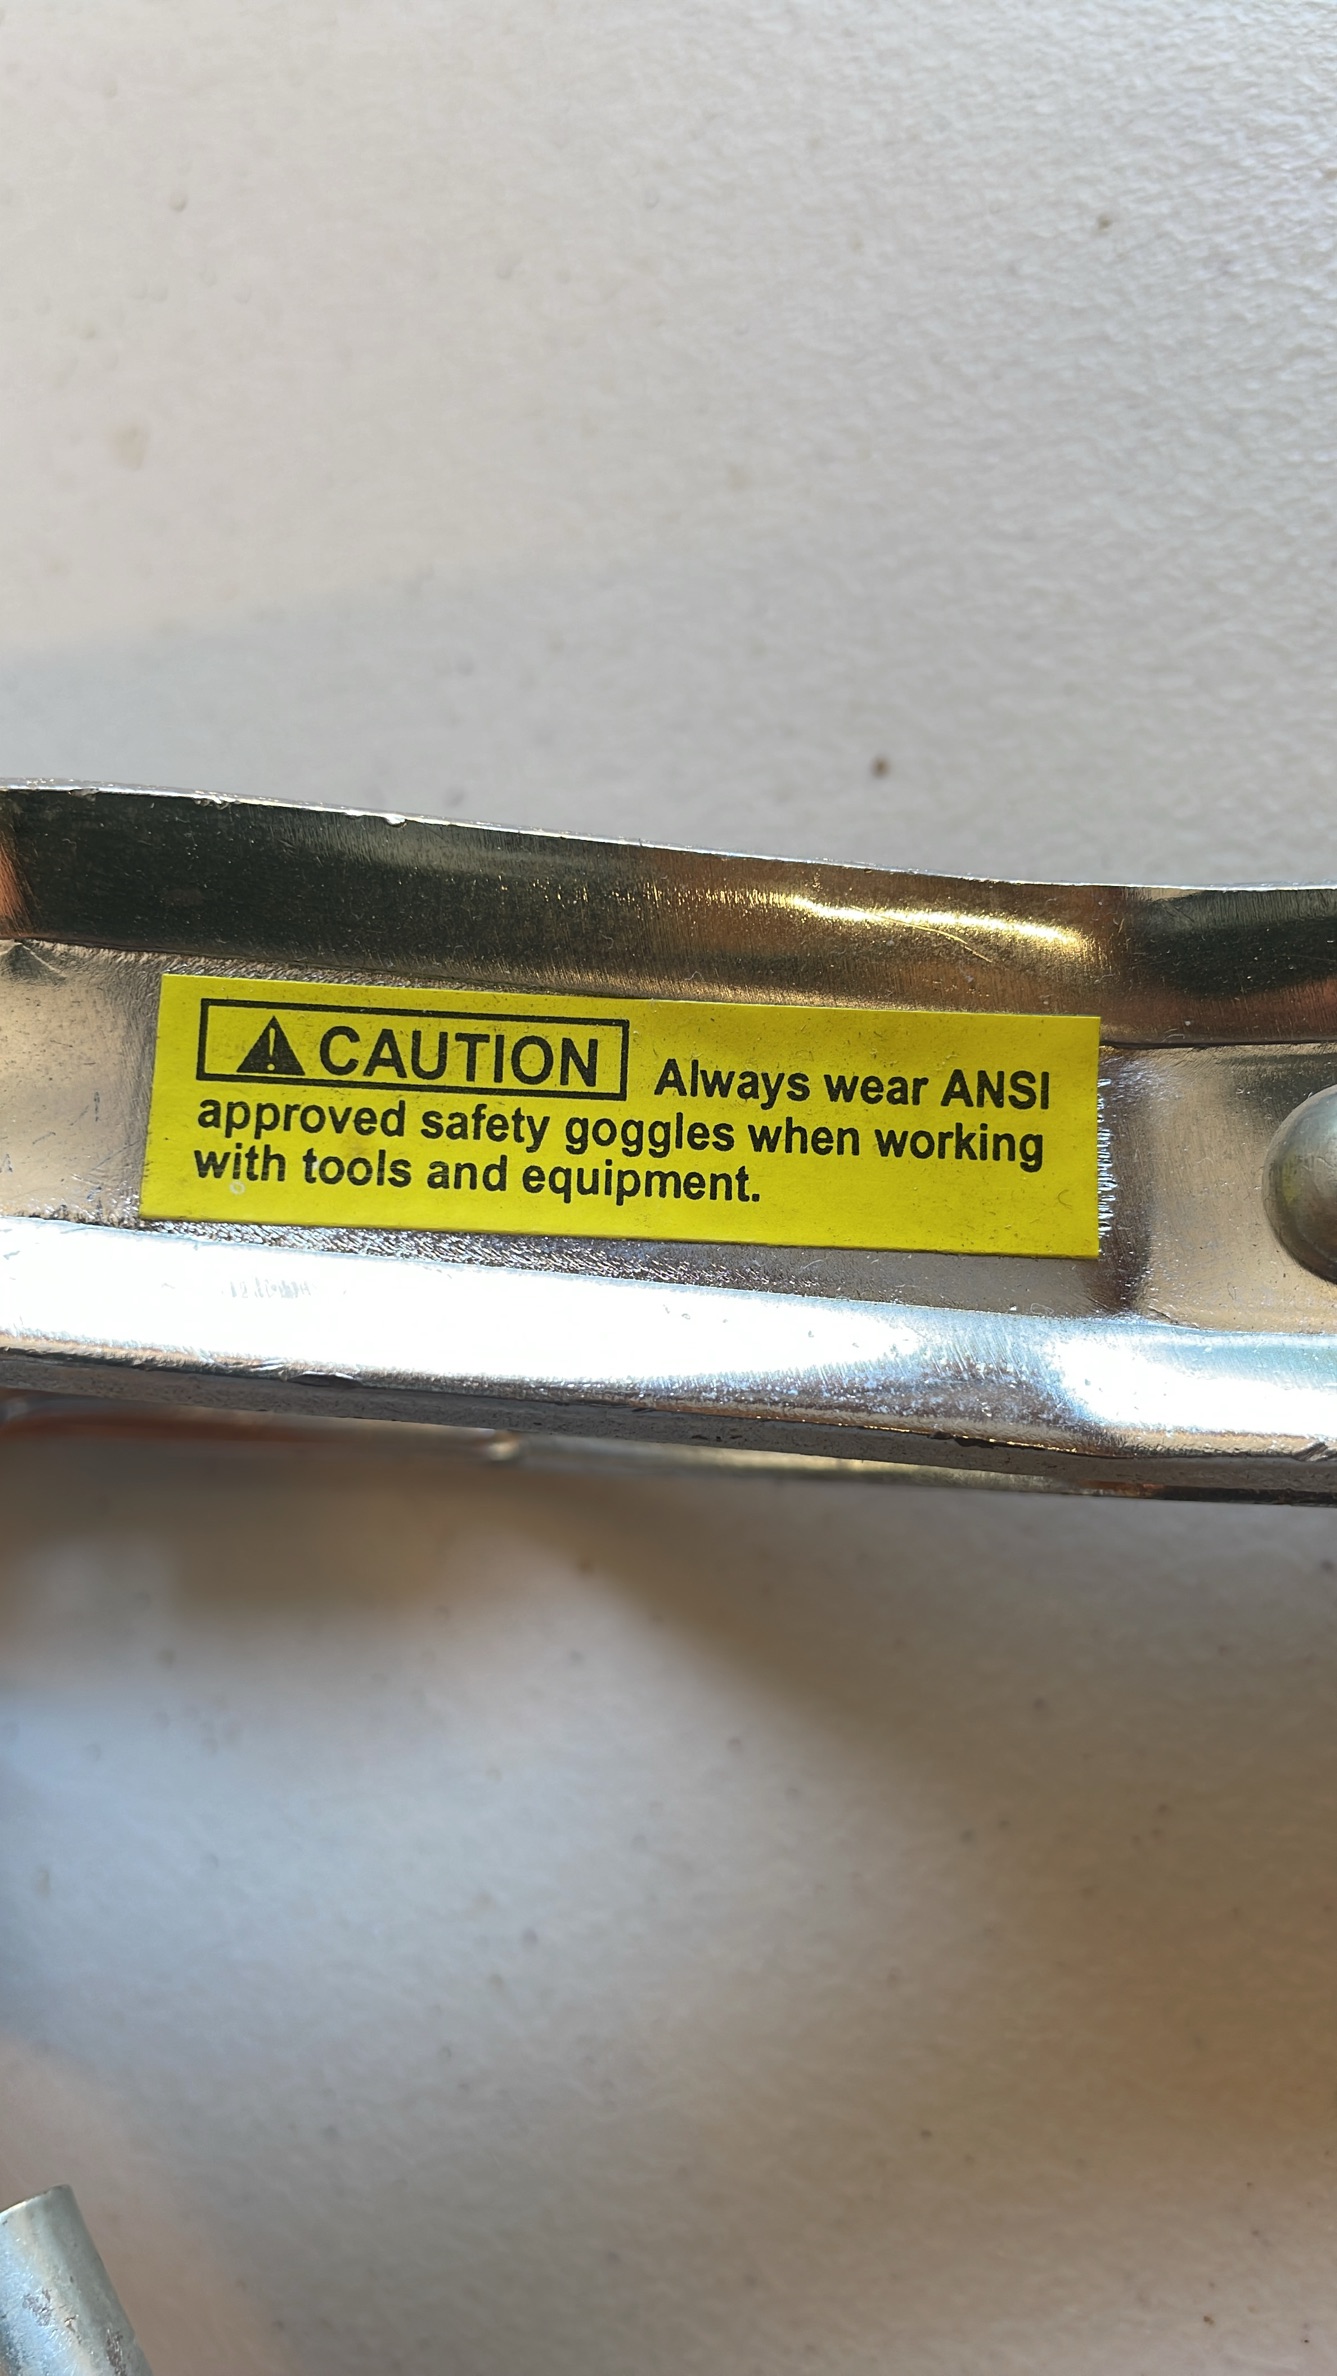 CAUTION Always wear ANSI
approved safety goggles when working
with tools and equipment.